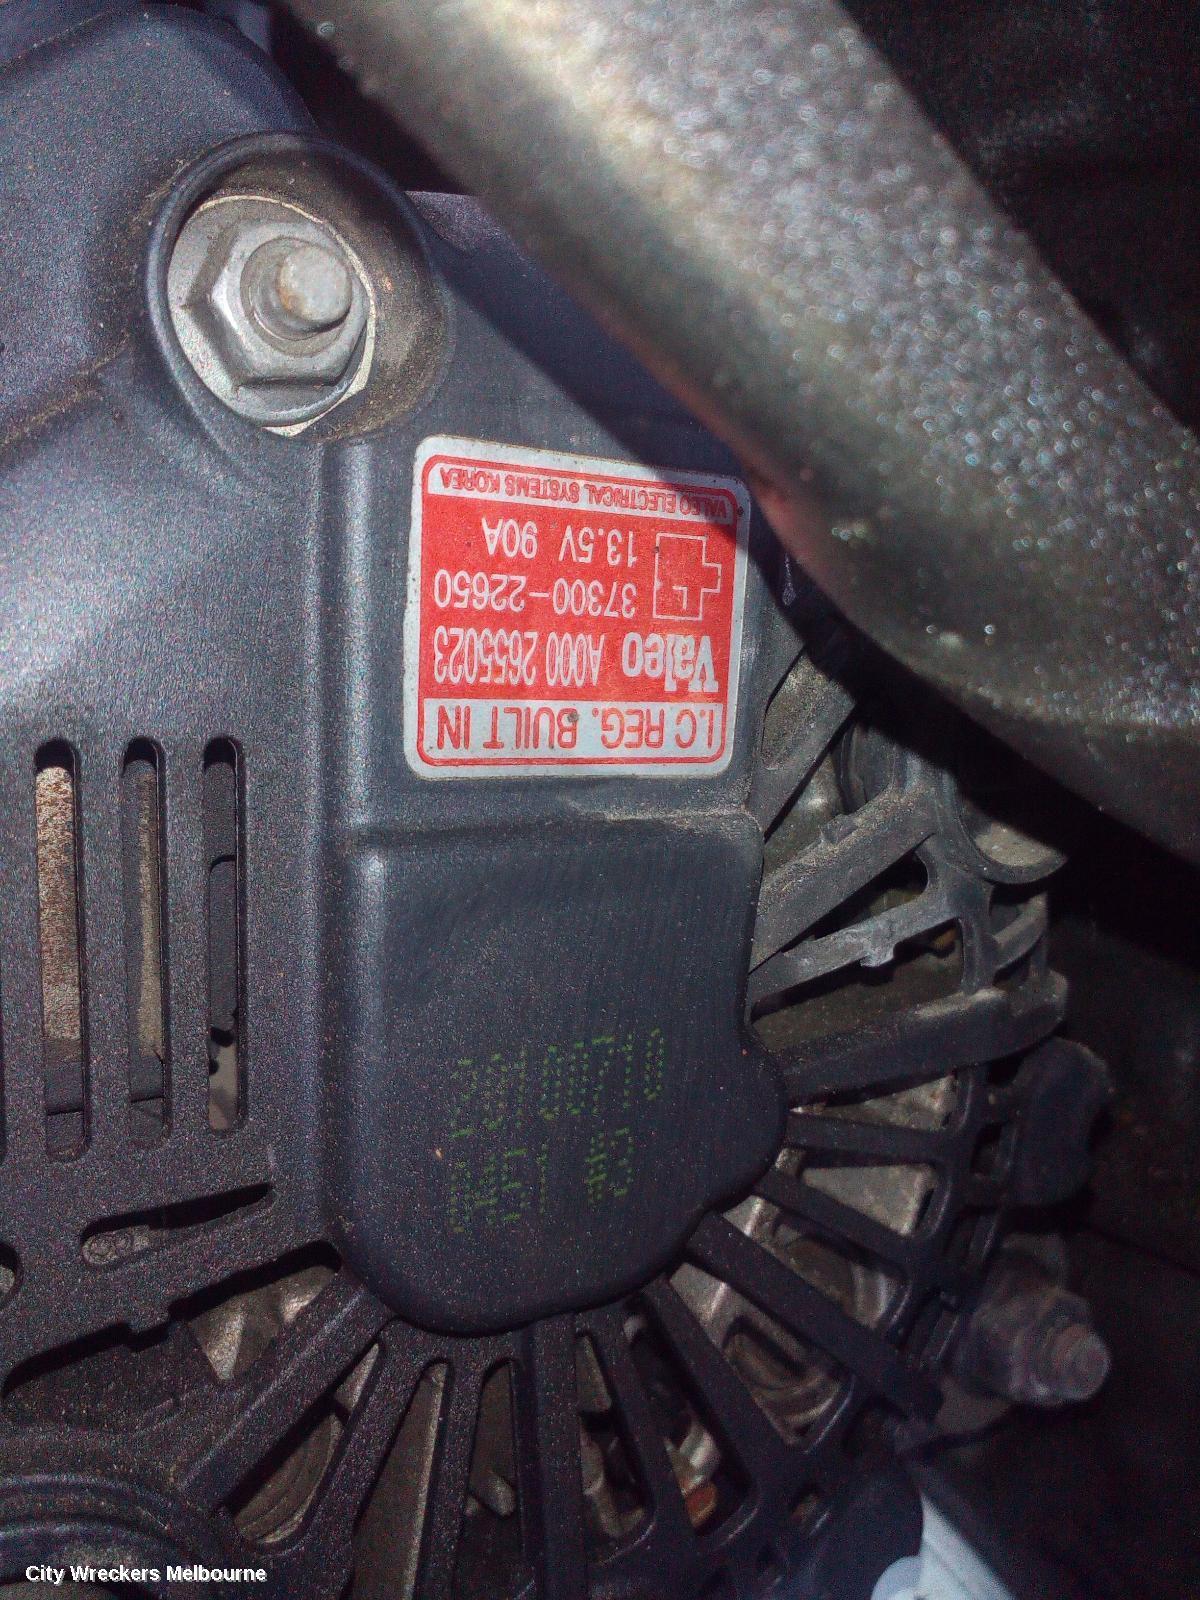 I.C REG. BUILT IN
Valeo A000 2655023
37300-22650
13.5V 90A
VALEO ELECTRICAL SYSTEMS KOREA
City Wreckers Melbourne